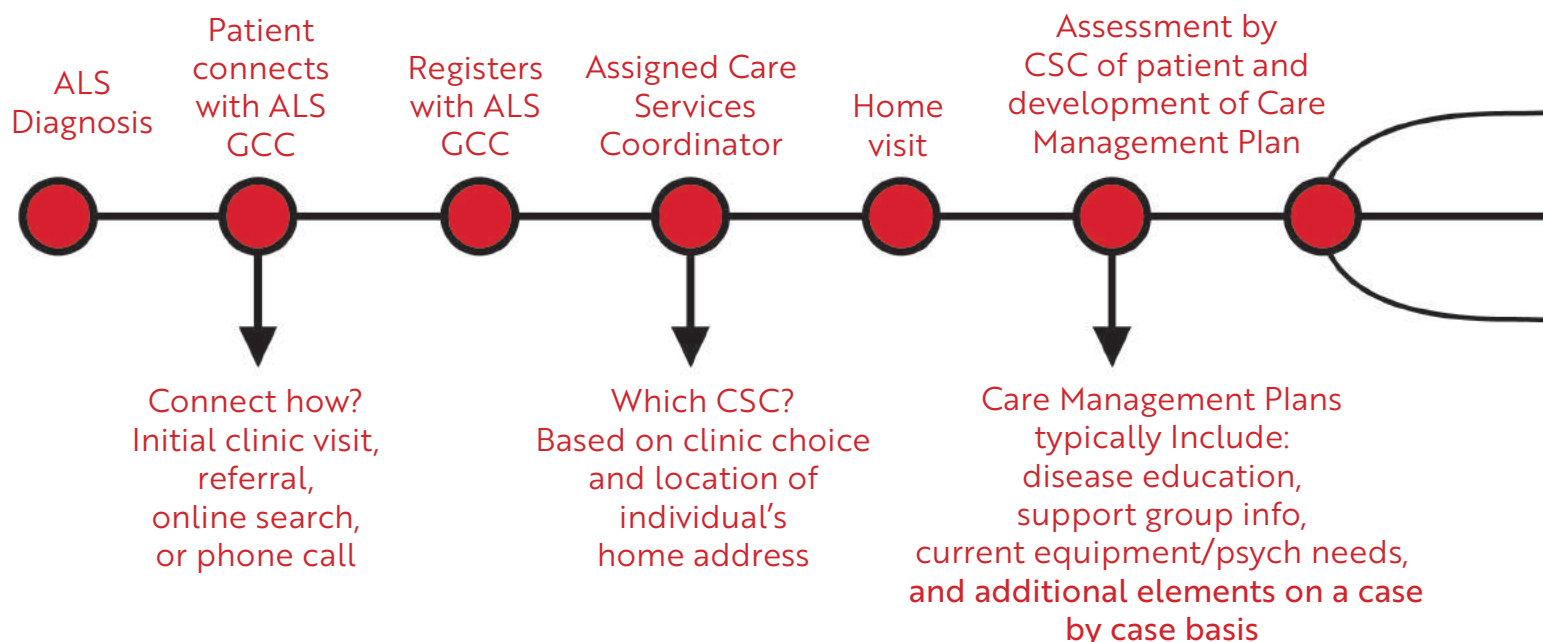 ALS
Diagnosis
Patient
connects
with ALS
GCC
Registers
with ALS
GCC
Assigned Care
Services
Coordinator
Home
visit
Assessment by
CSC of patient and
development of Care
Management Plan
Connect how?
Initial clinic visit,
referral,
online search,
or phone call
Which CSC?
Based on clinic choice
and location of
individual’s
home address
Care Management Plans
typically Include:
disease education,
support group info,
current equipment/psych needs,
and additional elements on a case
by case basis